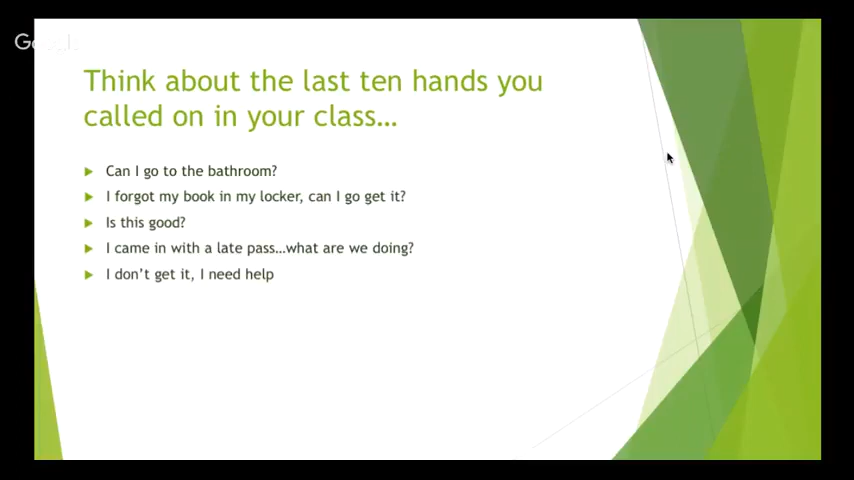 Think about the last ten hands you
called on in your class…
Can I go to the bathroom?
I forgot my book in my locker, can I go get it?
Is this good?
I came in with a late pass…what are we doing?
I don't get it, I need help